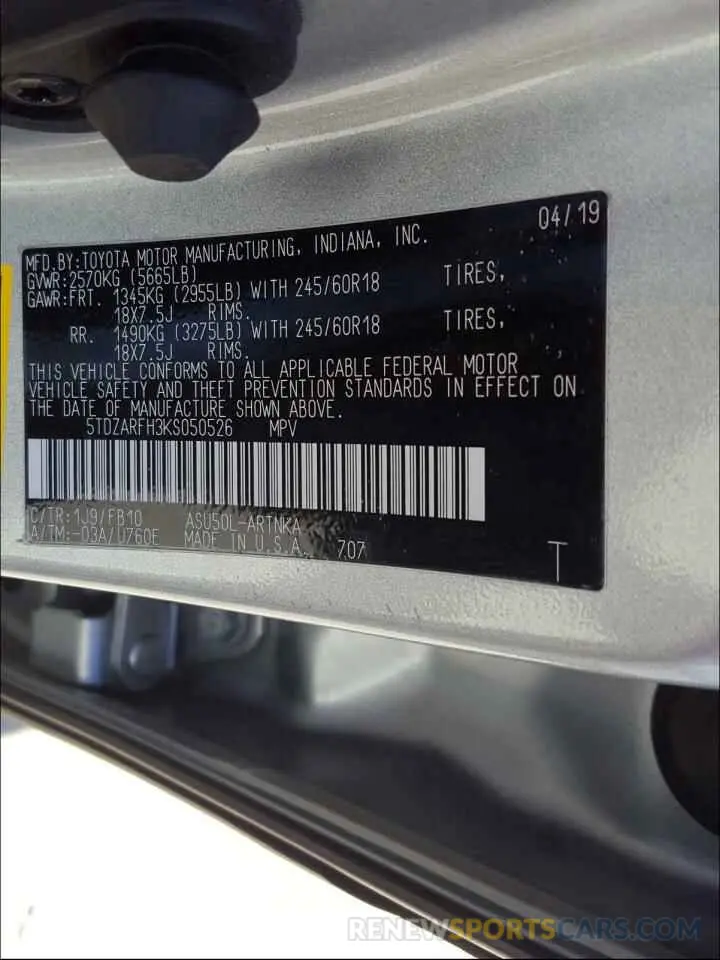 04/19
MFD.BY:TOYOTA MOTOR MANUFACTURING, INDIANA, INC.
GVWR:2570KG (5665LB)
GAWR:FRT. 1345KG (2955LB) WITH 245/60R18 TIRES,
18X7.5J RIMS.
RR. 1490KG (3275LB) WITH 245/60R18 TIRES,
18X7.5J RIMS.
THIS VEHICLE CONFORMS TO ALL APPLICABLE FEDERAL MOTOR
VEHICLE SAFETY AND THEFT PREVENTION STANDARDS IN EFFECT ON
THE DATE OF MANUFACTURE SHOWN ABOVE.
5TDZARFH3KS050526 MPV
C/TR:1J9/FB10 ASU50L-ARTNKA
A/TM:-03A/U760E MADE IN U.S.A. 707
T
RENEWSPORTSCARS.COM